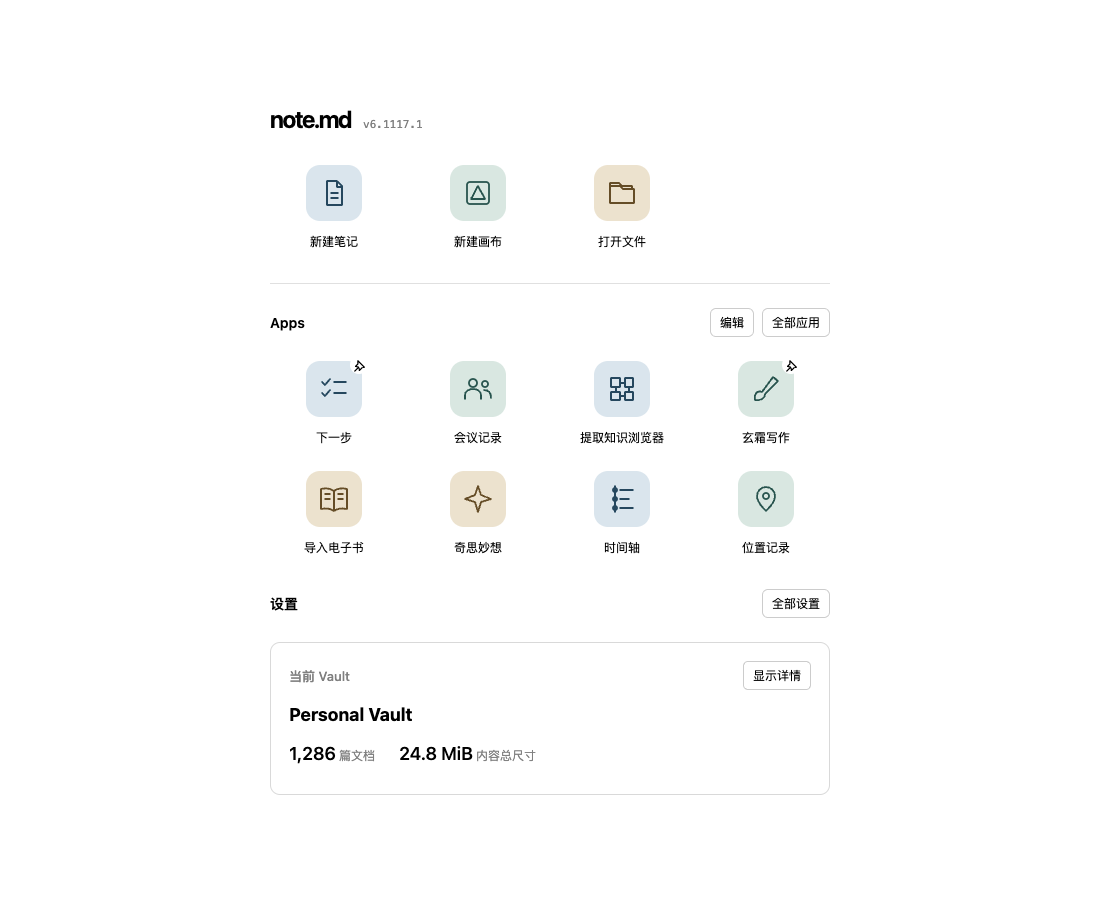 note.md v6.1117.1
新建笔记 新建画布 打开文件
Apps 编辑 全部应用
下一步 会议记录 提取知识浏览器 玄霜写作
导入电子书 奇思妙想 时间轴 位置记录
设置 全部设置
当前 Vault 显示详情
Personal Vault
1,286 篇文档 24.8 MiB 内容总尺寸